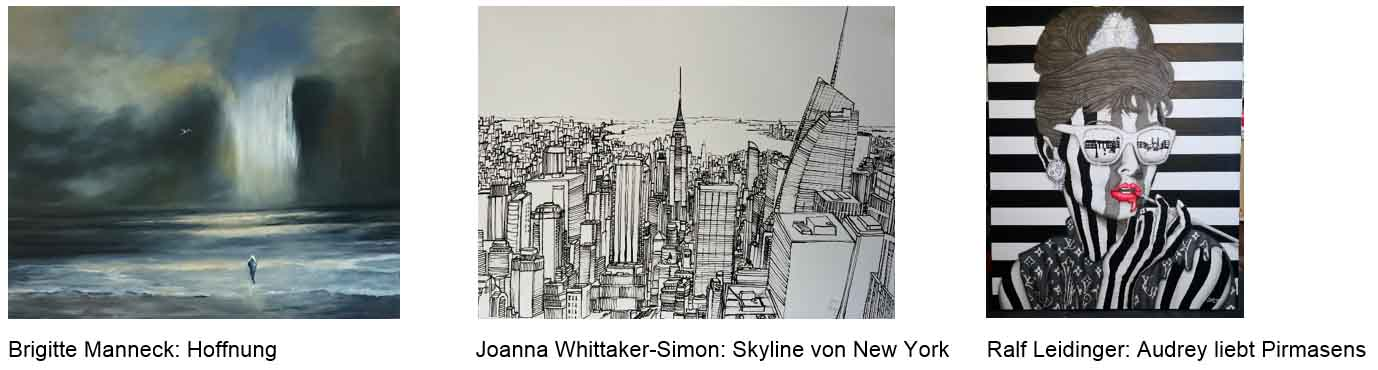 Brigitte Manneck: Hoffnung
Joanna Whittaker-Simon: Skyline von New York
Ralf Leidinger: Audrey liebt Pirmasens